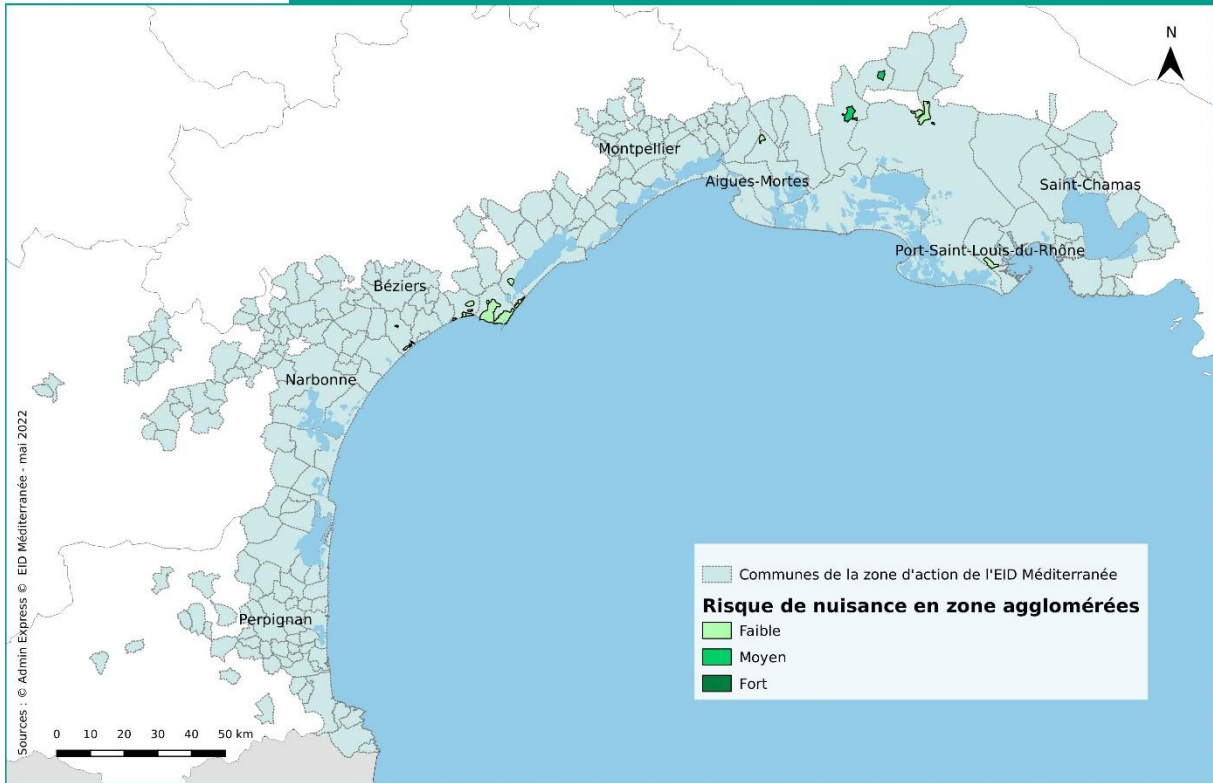 N
Montpellier
Aigues-Mortes
Saint-Chamas
Port-Saint-Louis-du-Rhône
Béziers
Narbonne
Perpignan
Communes de la zone d'action de l'EID Méditerranée
Risque de nuisance en zone agglomérées
Faible
Moyen
Fort
0 10 20 30 40 50 km
Sources : © Admin Express © EID Méditerranée - mai 2022